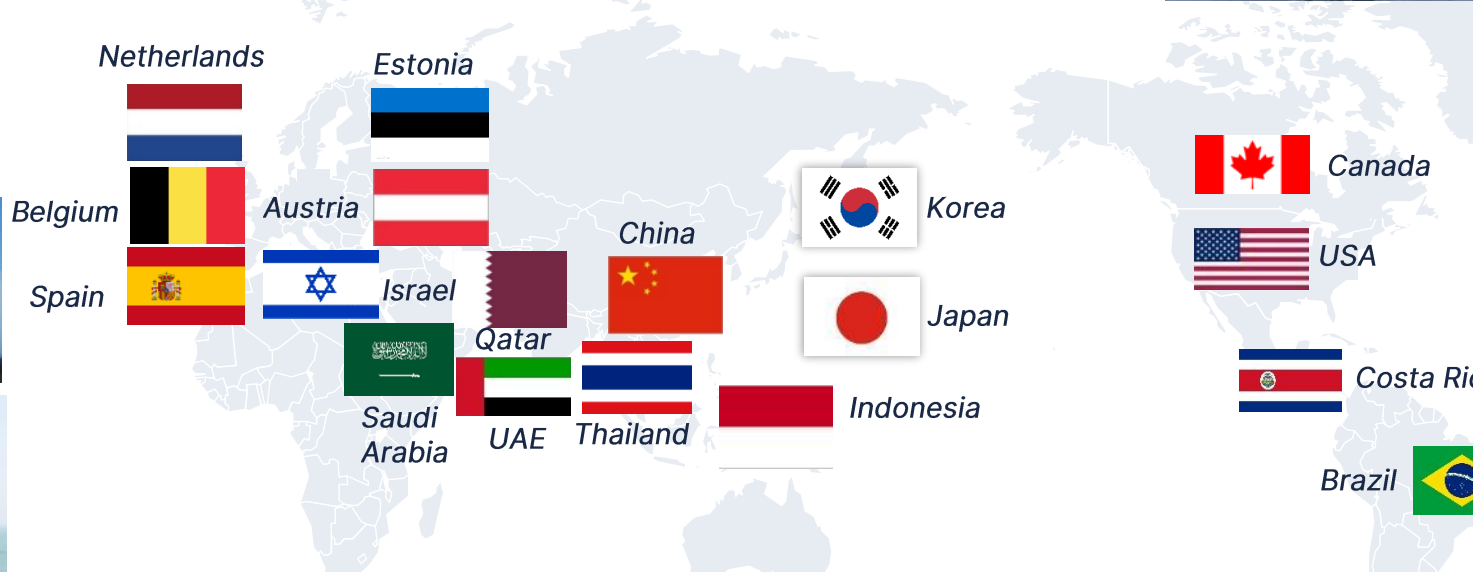 Netherlands
Estonia
Belgium
Austria
China
Korea
Canada
USA
Spain
Israel
Qatar
Japan
Saudi
Arabia
UAE
Thailand
Indonesia
Costa
Brazil